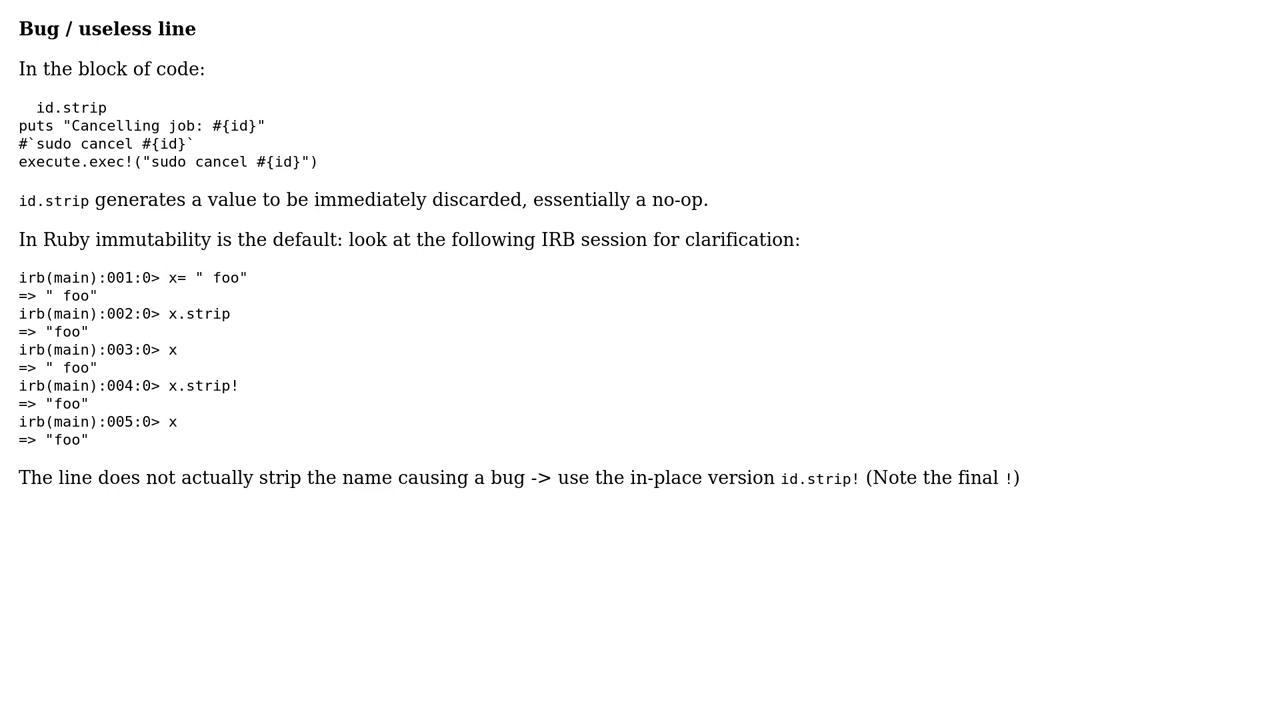 Bug / useless line
In the block of code:
  id.strip
puts "Cancelling job: #{id}"
#`sudo cancel #{id}`
execute.exec!("sudo cancel #{id}")
id.strip generates a value to be immediately discarded, essentially a no-op.
In Ruby immutability is the default: look at the following IRB session for clarification:
irb(main):001:0> x= " foo"
=> " foo"
irb(main):002:0> x.strip
=> "foo"
irb(main):003:0> x
=> " foo"
irb(main):004:0> x.strip!
=> "foo"
irb(main):005:0> x
=> "foo"
The line does not actually strip the name causing a bug -> use the in-place version id.strip! (Note the final !)